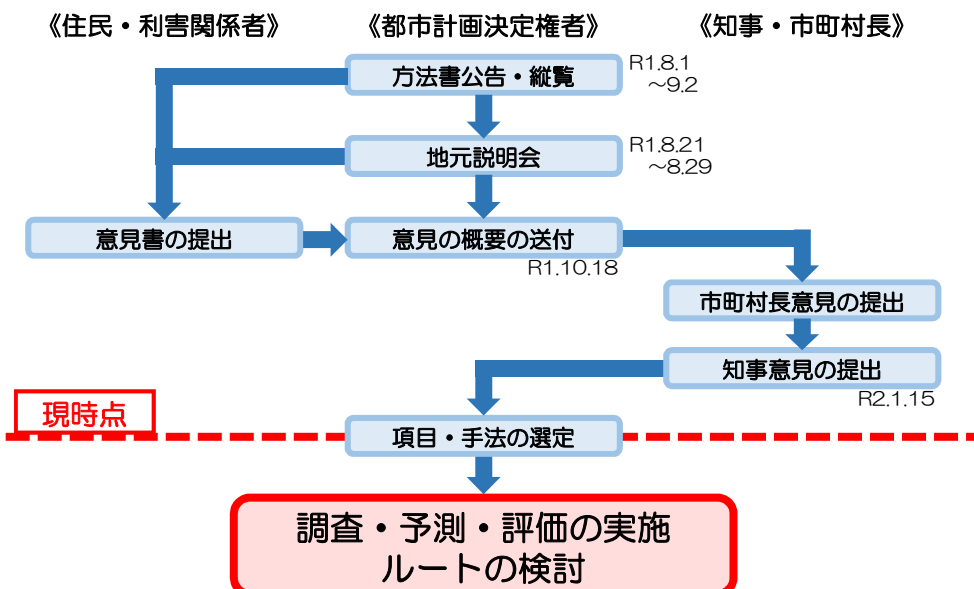 《住民・利害関係者》
《都市計画決定権者》
《知事・市町村長》
方法書公告・縦覧
R1.8.1
～9.2
地元説明会
R1.8.21
～8.29
意見書の提出
意見の概要の送付
R1.10.18
市町村長意見の提出
知事意見の提出
R2.1.15
現時点
項目・手法の選定
調査・予測・評価の実施
ルートの検討